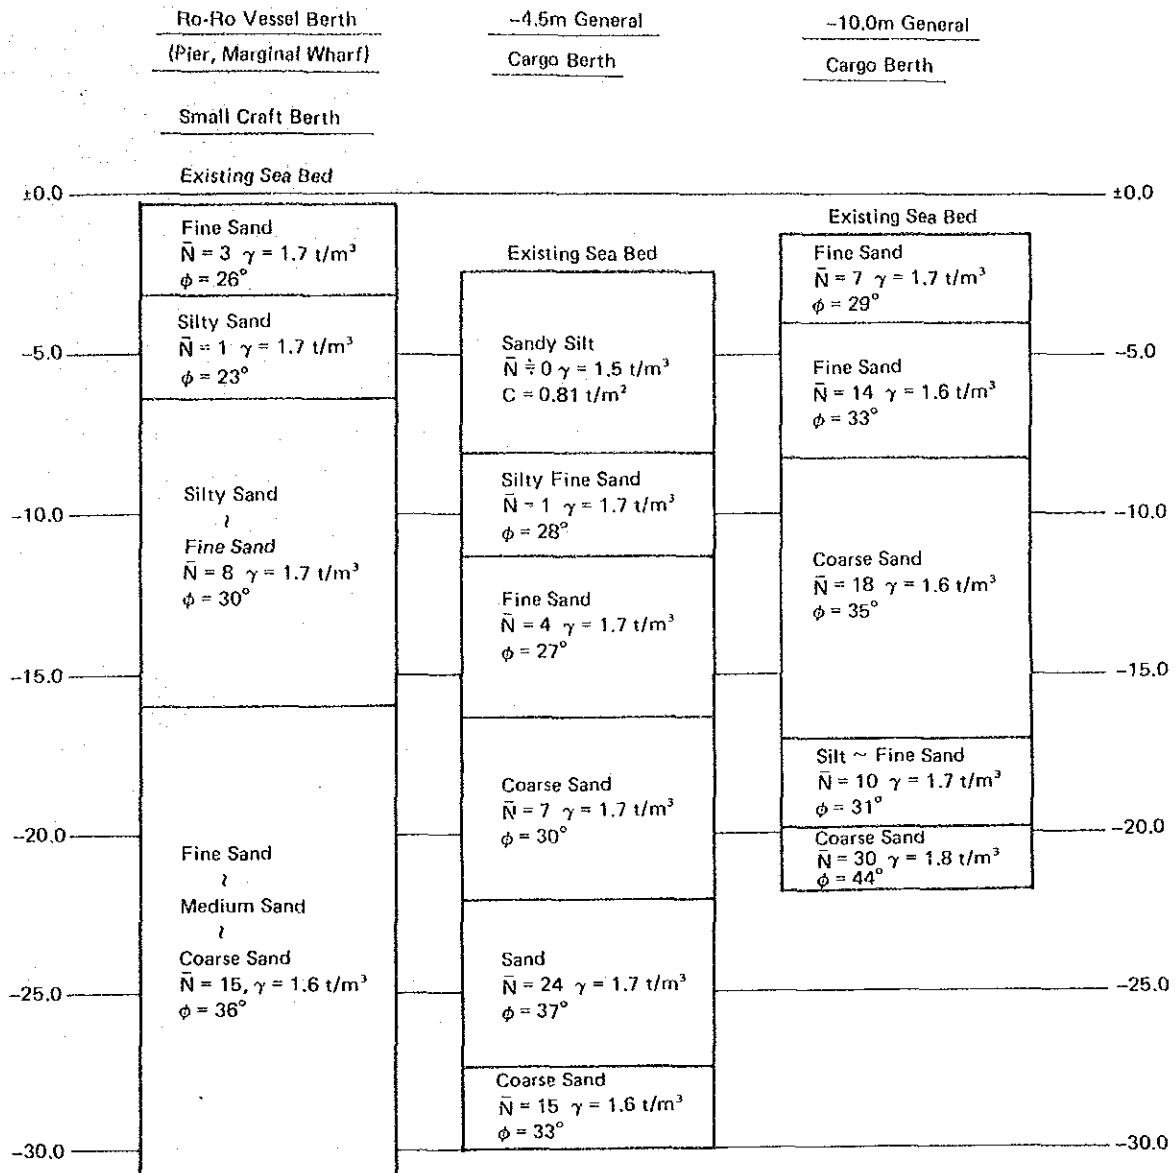 Ro-Ro Vessel Berth
(Pier, Marginal Wharf)
Small Craft Berth
Existing Sea Bed
-4.5m General
Cargo Berth
-10.0m General
Cargo Berth
±0.0
-5.0
-10.0
-15.0
-20.0
-25.0
-30.0
Fine Sand
N̄ = 3 γ = 1.7 t/m³
φ = 26°
Silty Sand
N̄ = 1 γ = 1.7 t/m³
φ = 23°
Silty Sand
~
Fine Sand
N̄ = 8 γ = 1.7 t/m³
φ = 30°
Fine Sand
~
Medium Sand
~
Coarse Sand
N̄ = 15, γ = 1.6 t/m³
φ = 36°
Existing Sea Bed
Sandy Silt
N̄ ≒ 0 γ = 1.5 t/m³
C = 0.81 t/m²
Silty Fine Sand
N̄ = 1 γ = 1.7 t/m³
φ = 28°
Fine Sand
N̄ = 4 γ = 1.7 t/m³
φ = 27°
Coarse Sand
N̄ = 7 γ = 1.7 t/m³
φ = 30°
Sand
N̄ = 24 γ = 1.7 t/m³
φ = 37°
Coarse Sand
N̄ = 15 γ = 1.6 t/m³
φ = 33°
Existing Sea Bed
Fine Sand
N̄ = 7 γ = 1.7 t/m³
φ = 29°
Fine Sand
N̄ = 14 γ = 1.6 t/m³
φ = 33°
Coarse Sand
N̄ = 18 γ = 1.6 t/m³
φ = 35°
Silt ~ Fine Sand
N̄ = 10 γ = 1.7 t/m³
φ = 31°
Coarse Sand
N̄ = 30 γ = 1.8 t/m³
φ = 44°
±0.0
-5.0
-10.0
-15.0
-20.0
-25.0
-30.0